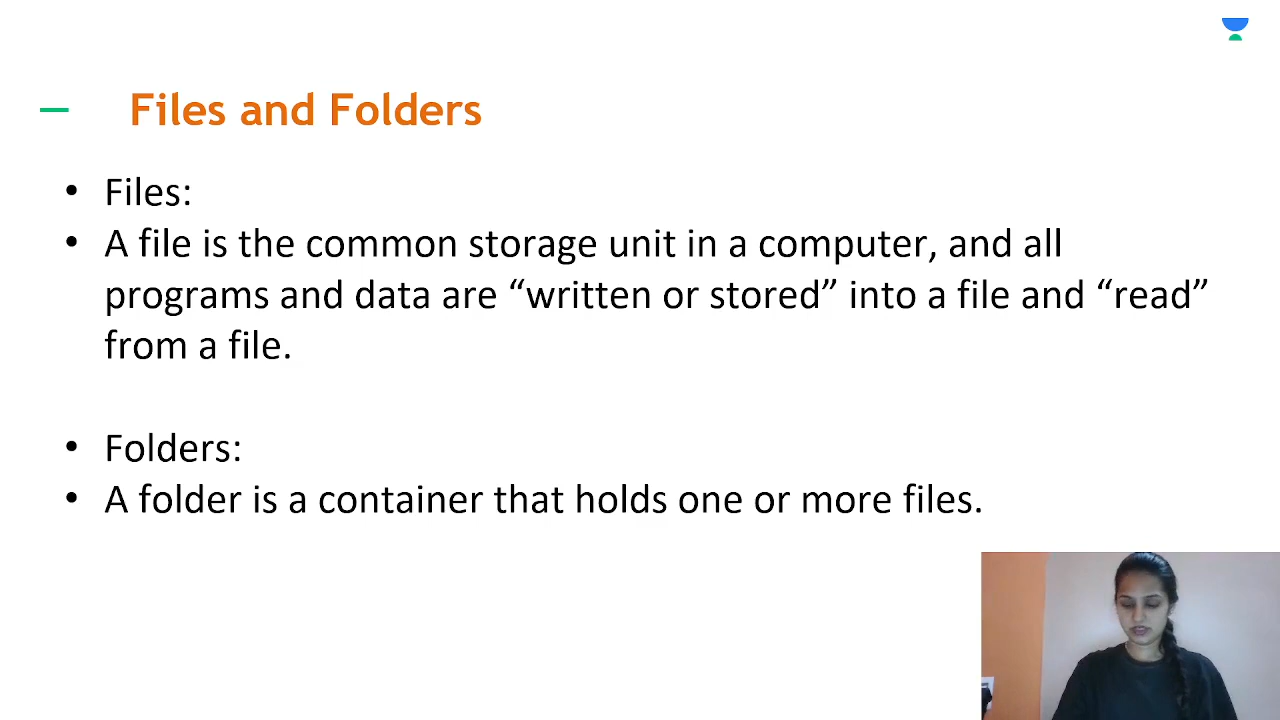 Files and Folders
• Files:
• A file is the common storage unit in a computer, and all
programs and data are “written or stored” into a file and “read”
from a file.
• Folders:
• A folder is a container that holds one or more files.